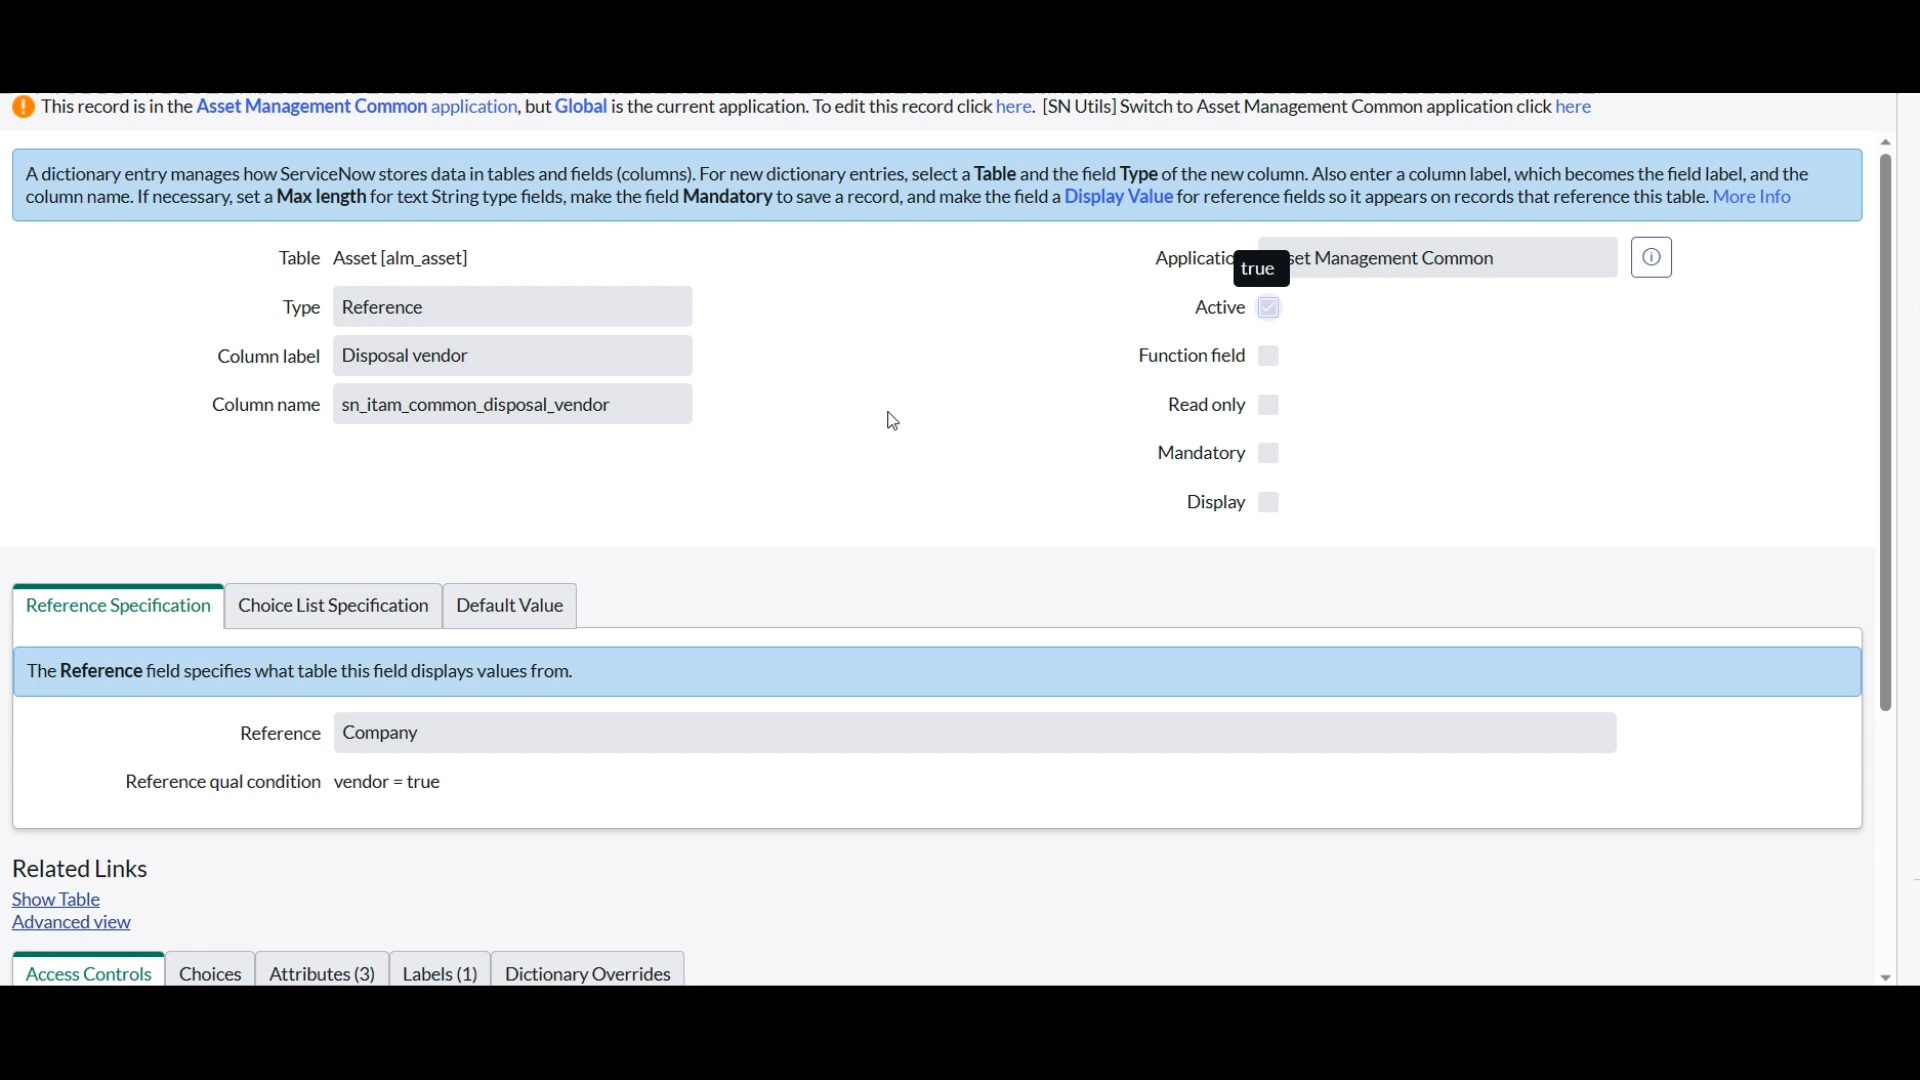 This record is in the Asset Management Common application, but Global is the current application. To edit this record click here. [SN Utils] Switch to Asset Management Common application click here
A dictionary entry manages how ServiceNow stores data in tables and fields (columns). For new dictionary entries, select a Table and the field Type of the new column. Also enter a column label, which becomes the field label, and the
column name. If necessary, set a Max length for text String type fields, make the field Mandatory to save a record, and make the field a Display Value for reference fields so it appears on records that reference this table. More Info
Table Asset [alm_asset]
Type Reference
Column label Disposal vendor
Column name sn_itam_common_disposal_vendor
set Management Common
true
Active
Function field
Read only
Mandatory
Display
Reference Specification Choice List Specification Default Value
The Reference field specifies what table this field displays values from.
Reference Company
Reference qual condition vendor = true
Related Links
Show Table
Advanced view
Access Controls Choices Attributes (3) Labels (1) Dictionary Overrides